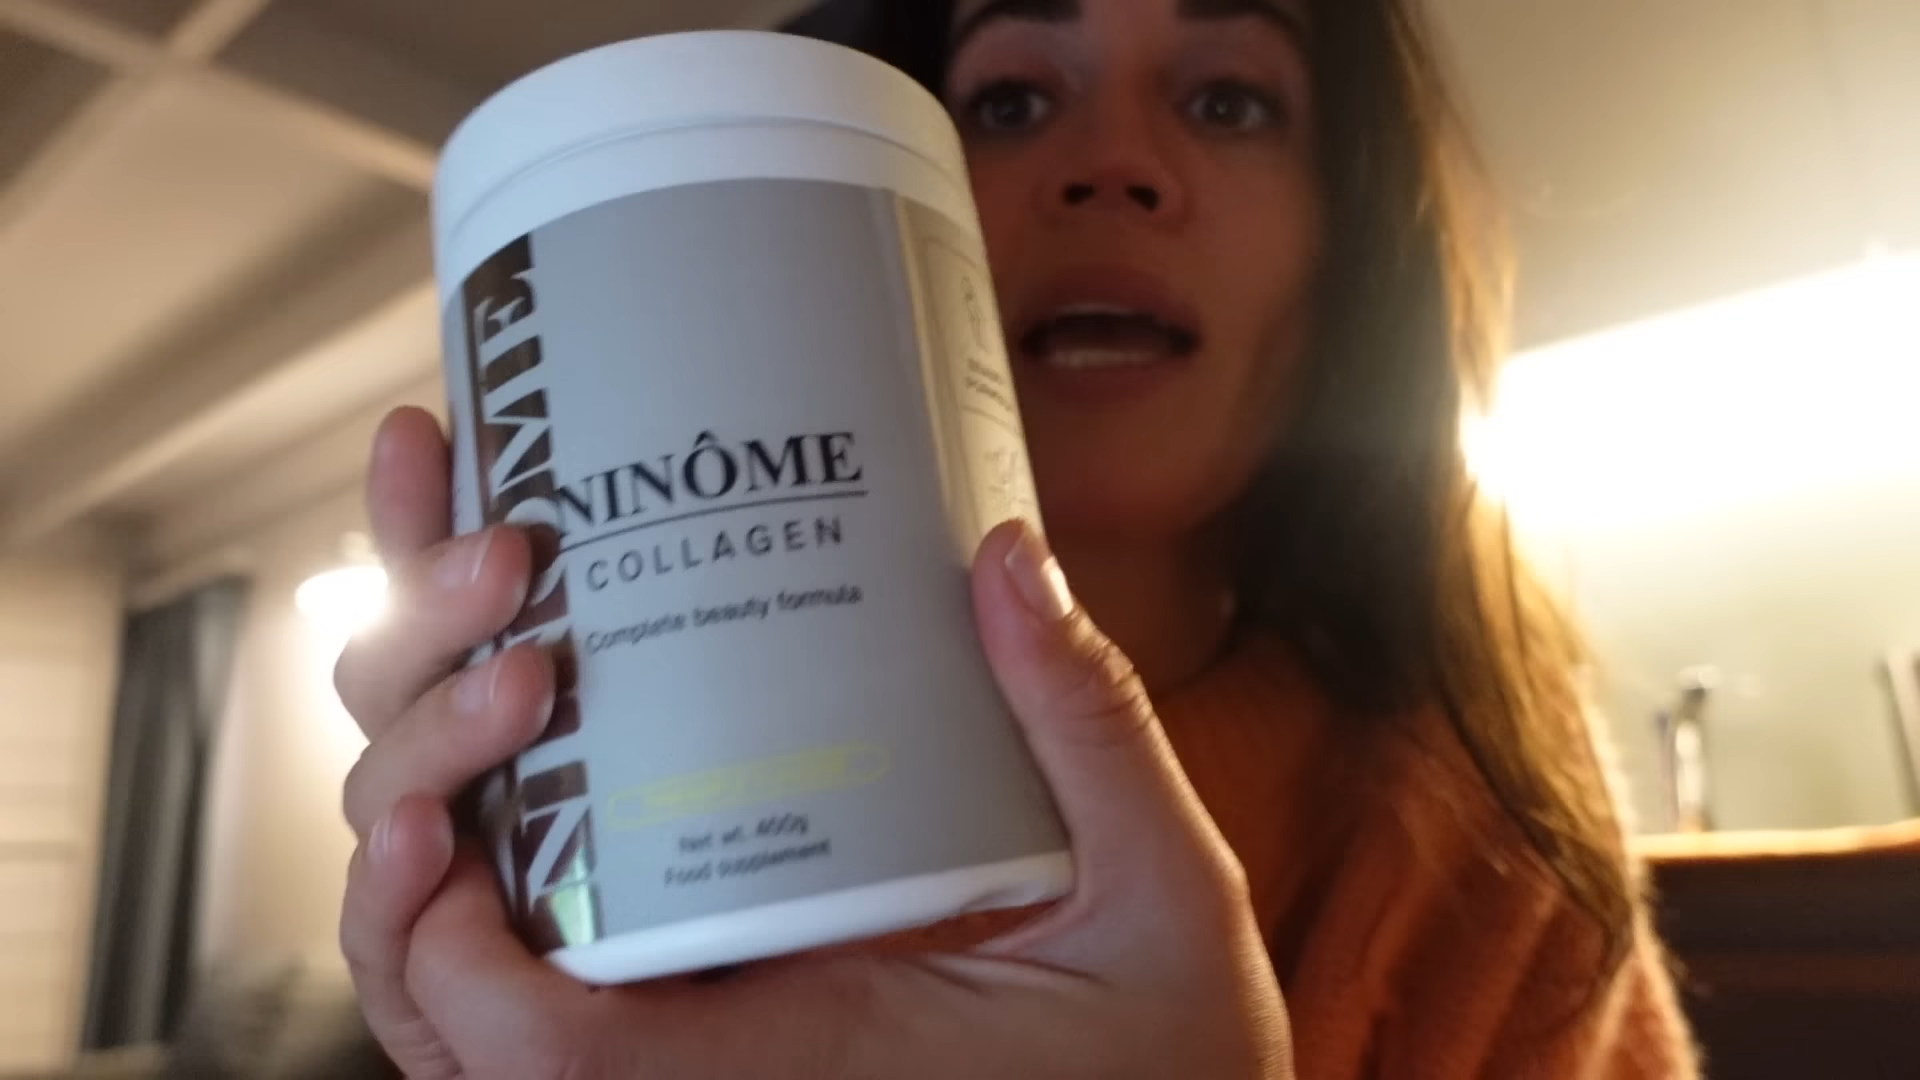 NINÔME
NINÔME
COLLAGEN
Complete beauty formula
Net wt. 400g
Food supplement